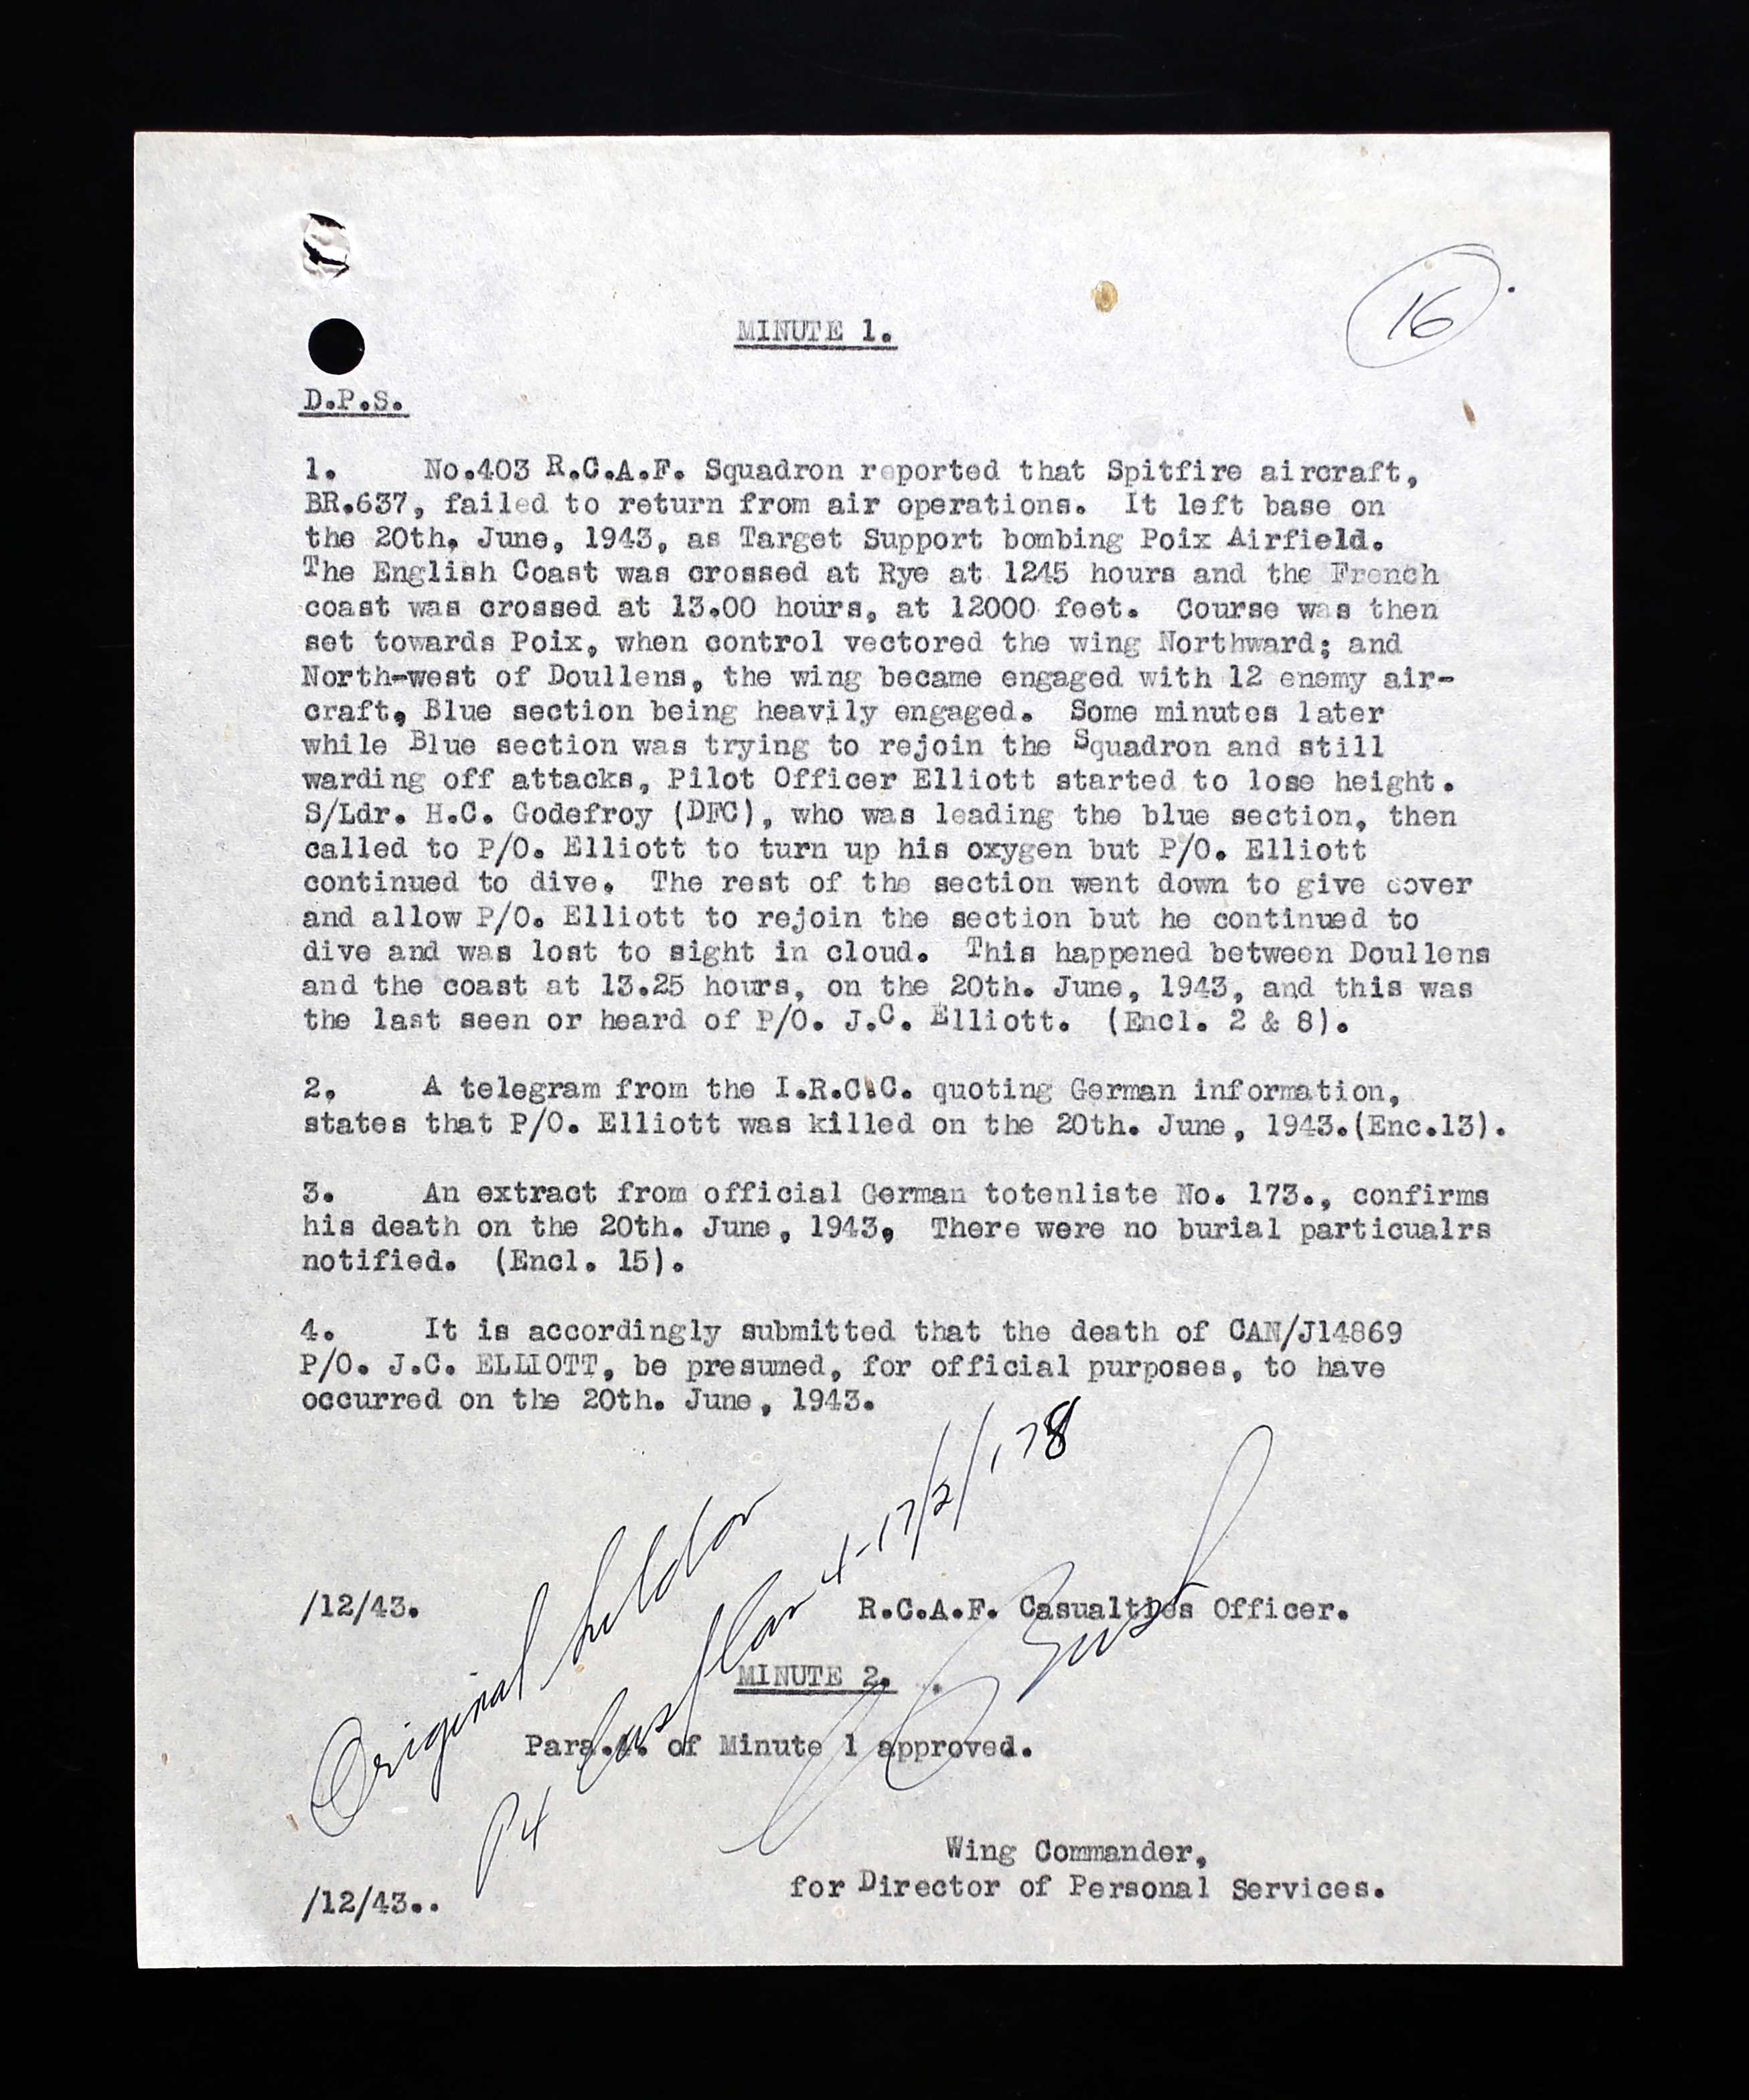 16
MINUTE 1.
D.P.S.
1. No.403 R.C.A.F. Squadron reported that Spitfire aircraft,
BR.637, failed to return from air operations. It left base on
the 20th, June, 1943, as Target Support bombing Poix Airfield.
The English Coast was crossed at Rye at 1245 hours and the French
coast was crossed at 13.00 hours, at 12000 feet. Course was then
set towards Poix, when control vectored the wing Northward; and
North-west of Doullens, the wing became engaged with 12 enemy air-
craft, Blue section being heavily engaged. Some minutes later
while Blue section was trying to rejoin the Squadron and still
warding off attacks, Pilot Officer Elliott started to lose height.
S/Ldr. H.C. Godefroy (DFC), who was leading the blue section, then
called to P/O. Elliott to turn up his oxygen but P/O. Elliott
continued to dive. The rest of the section went down to give cover
and allow P/O. Elliott to rejoin the section but he continued to
dive and was lost to sight in cloud. This happened between Doullens
and the coast at 13.25 hours, on the 20th. June, 1943, and this was
the last seen or heard of P/O. J.C. Elliott. (Encl. 2 & 8).
2. A telegram from the I.R.C.C. quoting German information,
states that P/O. Elliott was killed on the 20th. June, 1943.(Enc.13).
3. An extract from official German totenliste No. 173., confirms
his death on the 20th. June, 1943, There were no burial particualrs
notified. (Encl. 15).
4. It is accordingly submitted that the death of CAN/J14869
P/O. J.C. ELLIOTT, be presumed, for official purposes, to have
occurred on the 20th. June, 1943.
Original held on
P4 Cas
/12/43. R.C.A.F. Casualties Officer.
MINUTE 2.
Para.4. of Minute 1 approved.
Wing Commander,
for Director of Personal Services.
/12/43..